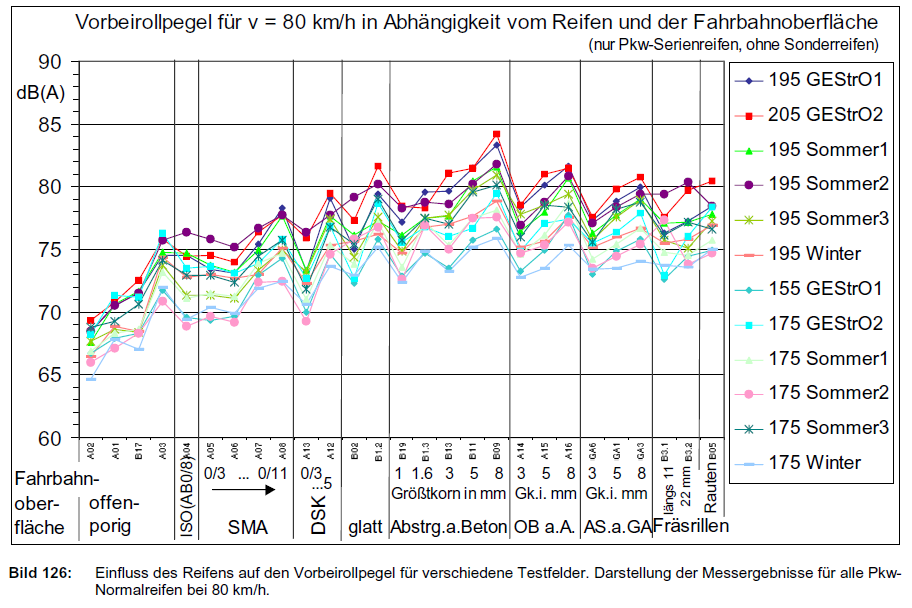 Vorbeirollpegel für v = 80 km/h in Abhängigkeit vom Reifen und der Fahrbahnoberfläche
(nur Pkw-Serienreifen, ohne Sonderreifen)
90
dB(A)
85
80
75
70
65
60
195 GEStrO1
205 GEStrO2
195 Sommer1
195 Sommer2
195 Sommer3
195 Winter
155 GEStrO1
175 GEStrO2
175 Sommer1
175 Sommer2
175 Sommer3
175 Winter
A02 A01 B17 A03 A04 A05 A06 A07 A08 A10 A12 B02 B1.2 B19 B1.3 B13 B11 B09 A14 A15 A16 GA6 GA1 GA3 B3.1 B3.2 B05
Fahrbahn-
ober-
fläche
offen-
porig
ISO(AB0/8)
0/3 ... 0/11
SMA
0/3 ...5
DSK
glatt
1 1.6 3 5 8
Größtkorn in mm
Abstrg.a.Beton
3 5 8
Gk.i. mm
OB a.A.
3 5 8
Gk.i. mm
AS.a.GA
längs 11
22 mm
Fräsrillen
Rauten
Bild 126: Einfluss des Reifens auf den Vorbeirollpegel für verschiedene Testfelder. Darstellung der Messergebnisse für alle Pkw-
Normalreifen bei 80 km/h.